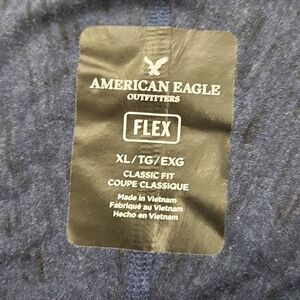 AMERICAN EAGLE
OUTFITTERS
FLEX
XL/TG/EXG
CLASSIC FIT
COUPE CLASSIQUE
Made in Vietnam
Fabriqué au Vietnam
Hecho en Vietnam